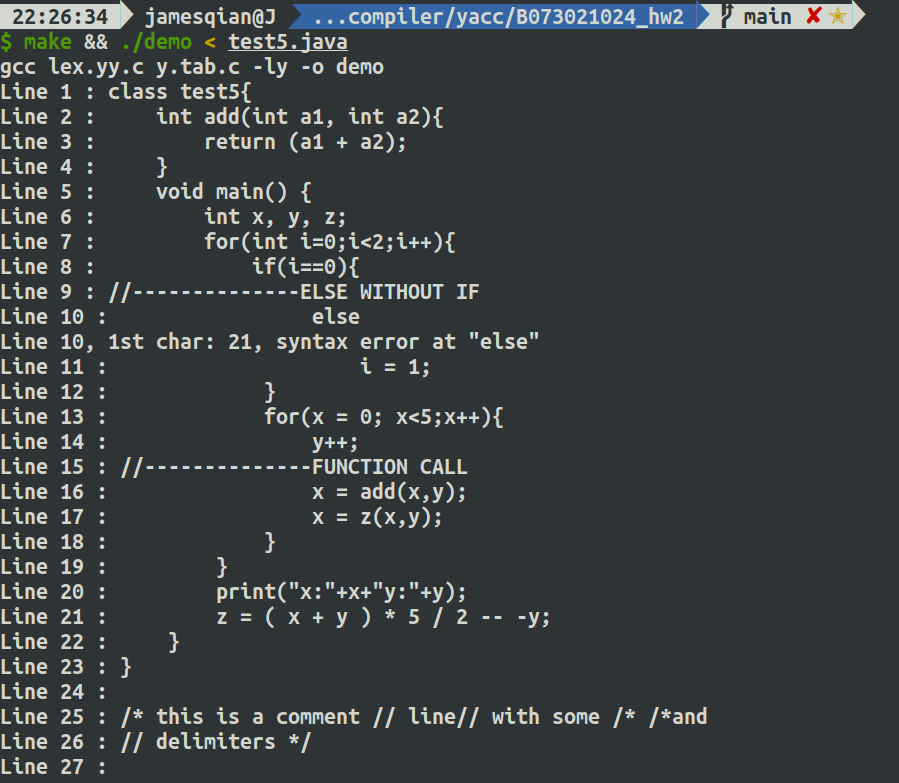 22:26:34 jamesqian@J ...compiler/yacc/B073021024_hw2 main ✘ ★
$ make && ./demo < test5.java
gcc lex.yy.c y.tab.c -ly -o demo
Line 1 : class test5{
Line 2 :     int add(int a1, int a2){
Line 3 :         return (a1 + a2);
Line 4 :     }
Line 5 :     void main() {
Line 6 :         int x, y, z;
Line 7 :         for(int i=0;i<2;i++){
Line 8 :             if(i==0){
Line 9 : //--------------ELSE WITHOUT IF
Line 10 :                 else
Line 10, 1st char: 21, syntax error at "else"
Line 11 :                     i = 1;
Line 12 :             }
Line 13 :             for(x = 0; x<5;x++){
Line 14 :                 y++;
Line 15 : //--------------FUNCTION CALL
Line 16 :                 x = add(x,y);
Line 17 :                 x = z(x,y);
Line 18 :             }
Line 19 :         }
Line 20 :         print("x:"+x+"y:"+y);
Line 21 :         z = ( x + y ) * 5 / 2 -- -y;
Line 22 :     }
Line 23 : }
Line 24 :
Line 25 : /* this is a comment // line// with some /* /*and
Line 26 : // delimiters */
Line 27 :